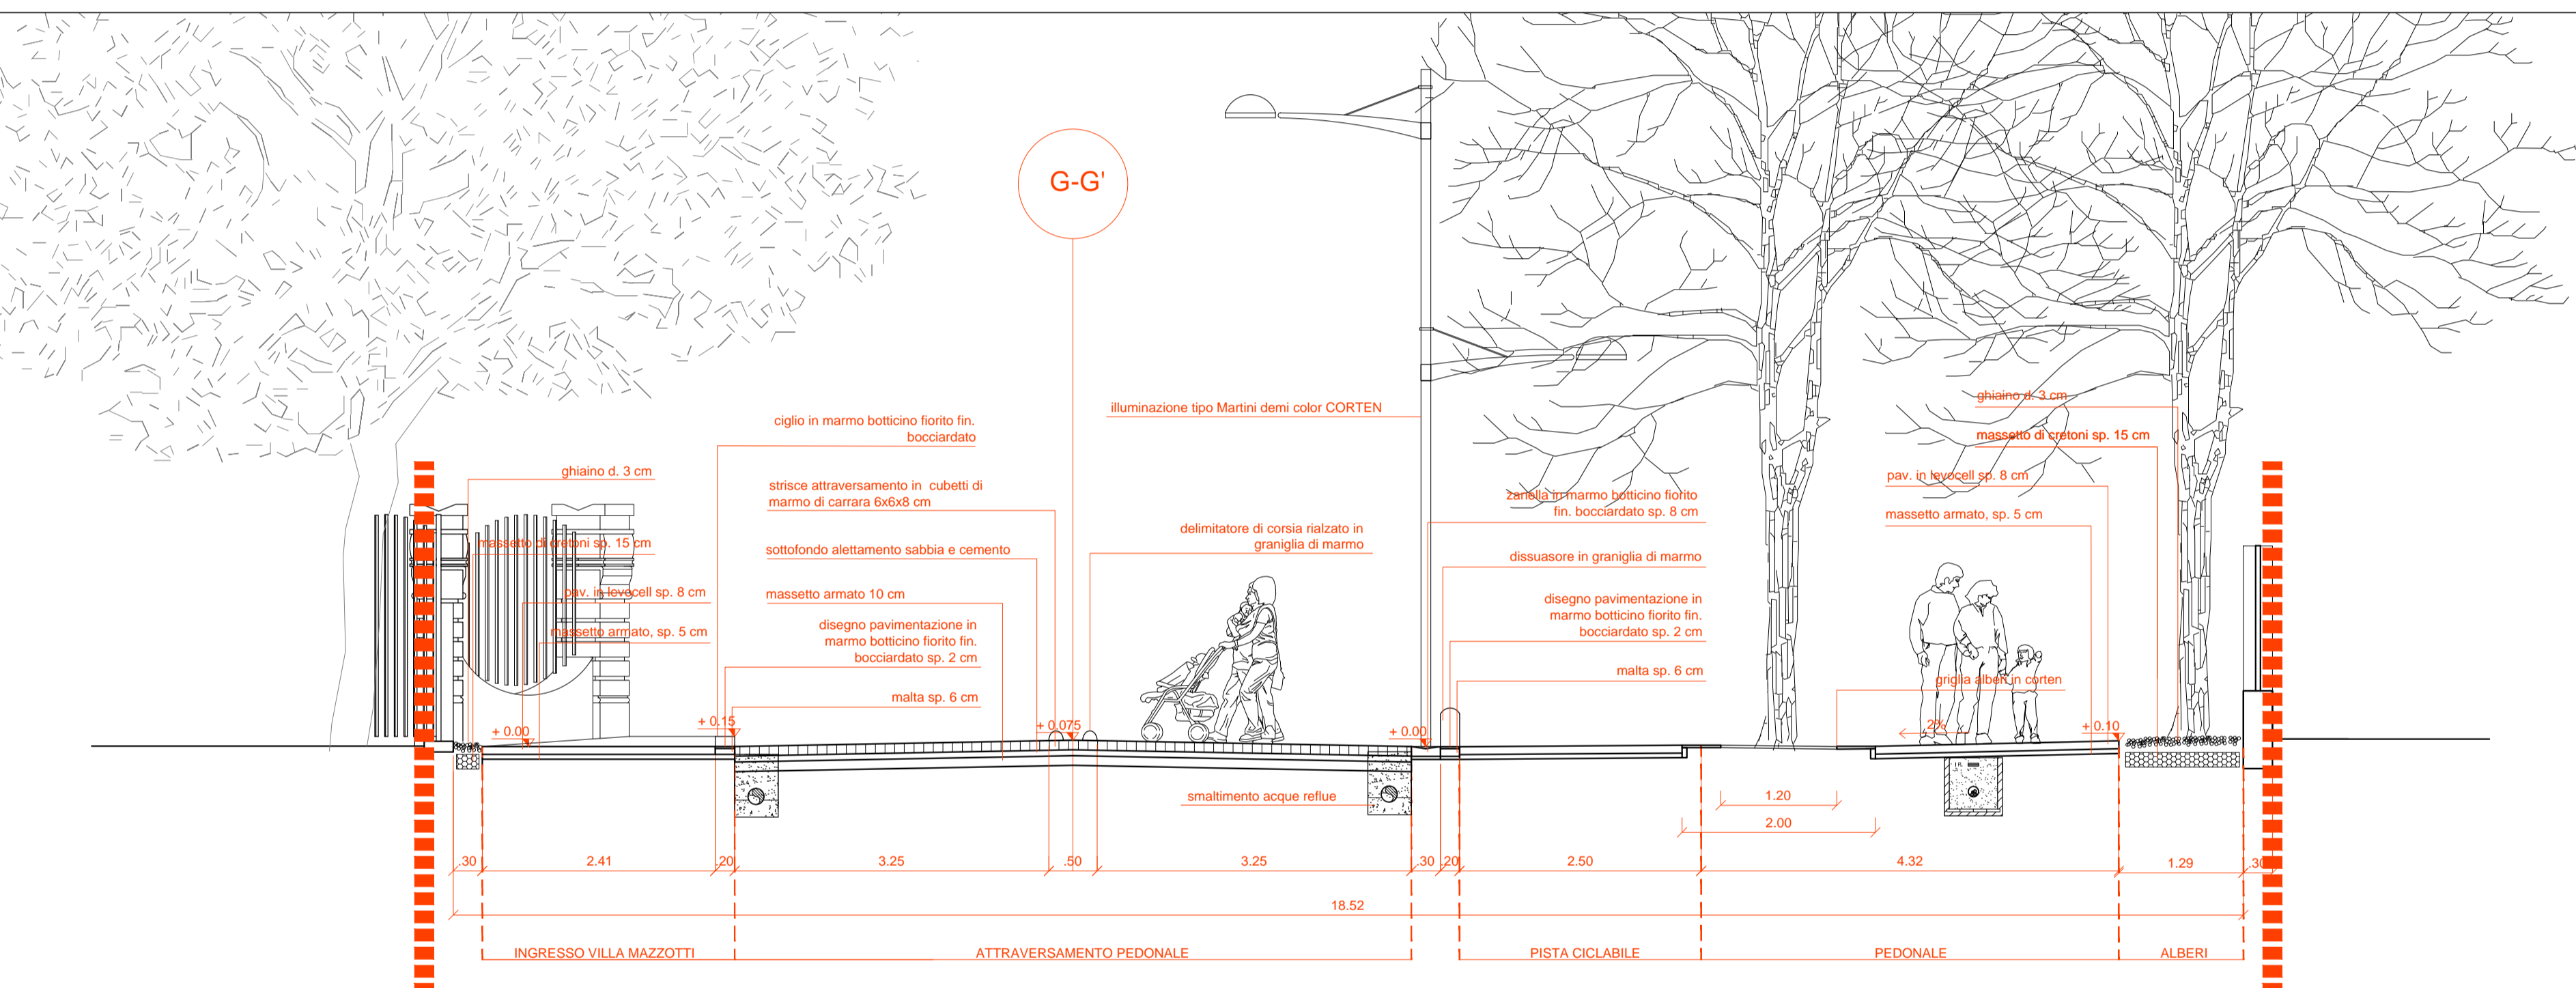 G-G'
illuminazione tipo Martini demi color CORTEN
ciglio in marmo botticino fiorito fin.
bocciardato
ghiaino d. 3 cm
massetto di cretoni sp. 15 cm
pav. in levocell sp. 8 cm
massetto armato, sp. 5 cm
strisce attraversamento in cubetti di
marmo di carrara 6x6x8 cm
sottofondo alettamento sabbia e cemento
massetto armato 10 cm
disegno pavimentazione in
marmo botticino fiorito fin.
bocciardato sp. 2 cm
malta sp. 6 cm
delimitatore di corsia rialzato in
graniglia di marmo
zanella in marmo botticino fiorito
fin. bocciardato sp. 8 cm
dissuasore in graniglia di marmo
disegno pavimentazione in
marmo botticino fiorito fin.
bocciardato sp. 2 cm
malta sp. 6 cm
ghiaino d. 3 cm
massetto di cretoni sp. 15 cm
pav. in levocell sp. 8 cm
massetto armato, sp. 5 cm
griglia alberi in corten
+ 0.00
+ 0.15
+ 0.075
+ 0.00
2%
+ 0.10
smaltimento acque reflue
1.20
2.00
.30
2.41
.20
3.25
.50
3.25
.30
.20
2.50
4.32
1.29
.30
18.52
INGRESSO VILLA MAZZOTTI
ATTRAVERSAMENTO PEDONALE
PISTA CICLABILE
PEDONALE
ALBERI